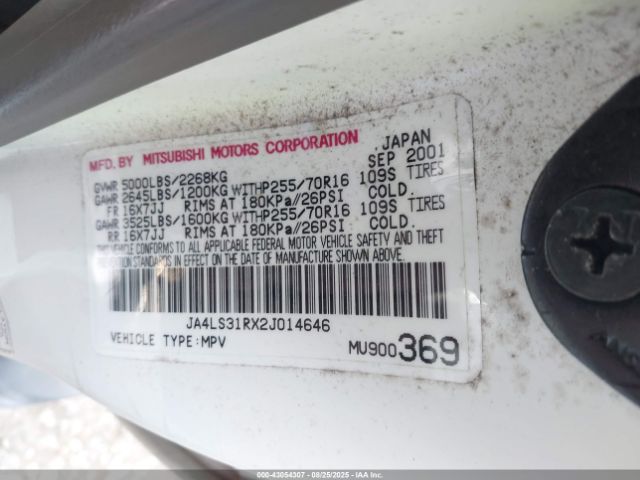 MFD. BY MITSUBISHI MOTORS CORPORATION JAPAN
SEP 2001
GVWR 5000LBS/2268KG
GAWR 2645LBS/1200KG WITHP255/70R16 109S TIRES
FR 16X7JJ RIMS AT 180KPa//26PSI COLD.
GAWR 3525LBS/1600KG WITHP255/70R16 109S TIRES
RR 16X7JJ RIMS AT 180KPa//26PSI COLD.
VEHICLE CONFORMS TO ALL APPLICABLE FEDERAL MOTOR VEHICLE SAFETY AND THEFT
PREVENTION STANDARDS IN EFFECT ON THE DATE OF MANUFACTURE SHOWN ABOVE.
JA4LS31RX2J014646
VEHICLE TYPE:MPV MU900369
000-43054307 - 08/25/2025 - IAAI.com